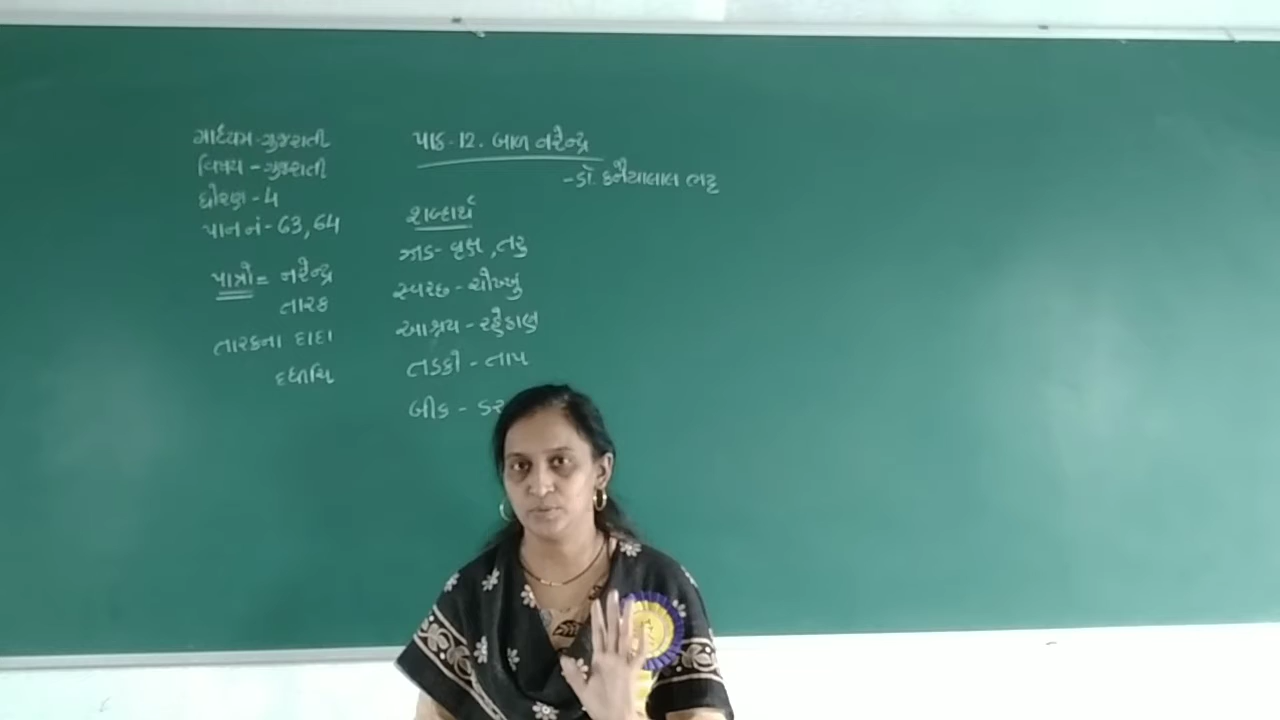 માધ્યમ-ગુજરાતી
વિષય - ગુજરાતી
ધોરણ - 4
પાન નં - 63, 64
પાત્રો = નરેન્દ્ર
તારક
તારકના દાદા
દધીચિ
પાઠ-12. બાળ નરેન્દ્ર
- ડૉ. કનૈયાલાલ ભટ્ટ
શબ્દાર્થ
ઝાડ - વૃક્ષ, તરુ
સ્વચ્છ - ચોખ્ખું
આશ્રય - રહેઠાણ
તડકો - તાપ
બીક - ડર